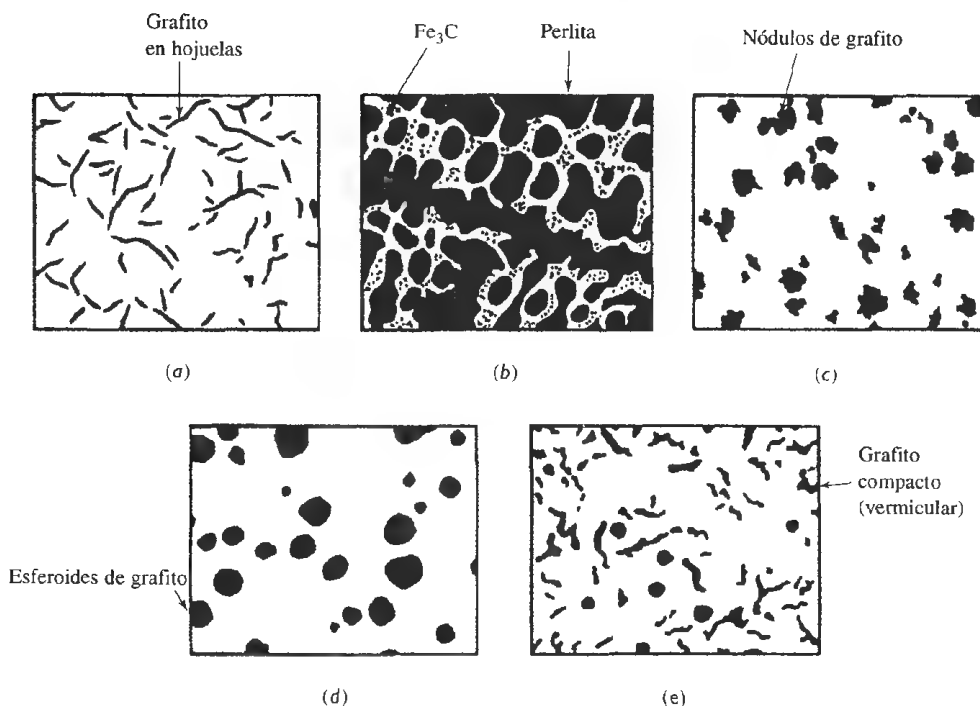 Grafito
en hojuelas
Fe₃C
Perlita
Nódulos de grafito
(a)
(b)
(c)
Grafito
compacto
(vermicular)
Esferoides de grafito
(d)
(e)